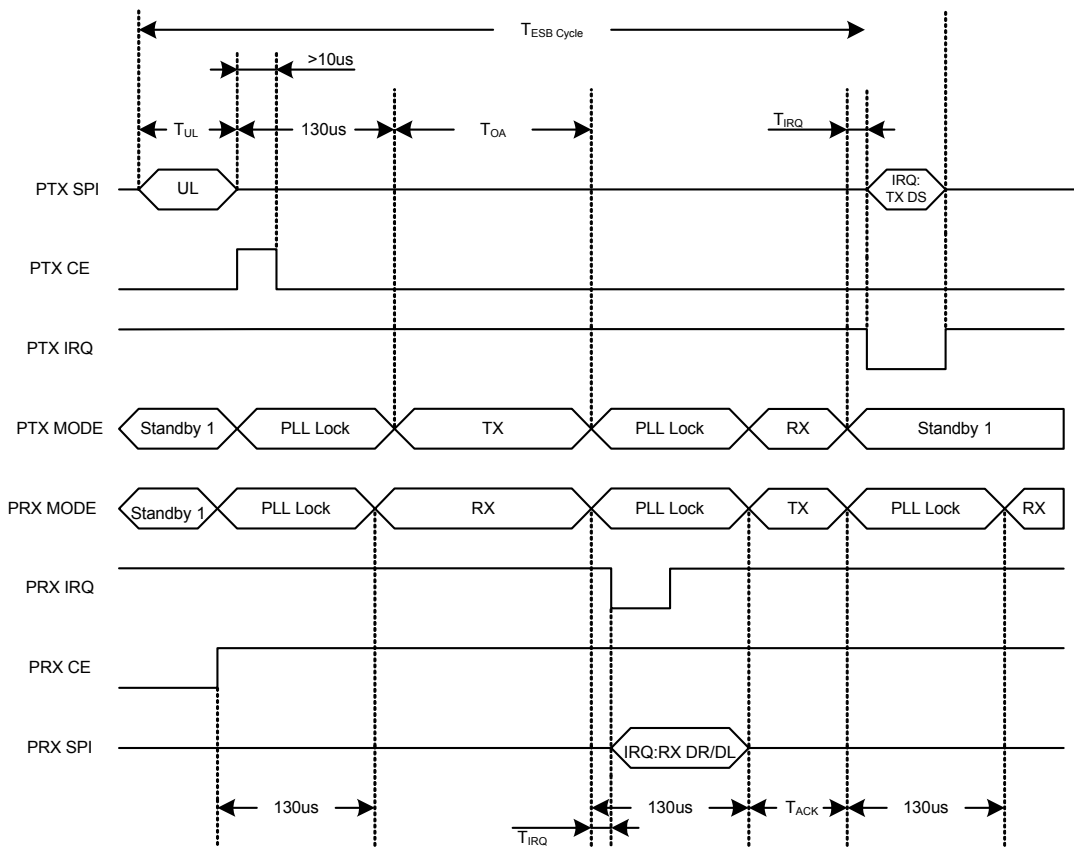 TESB Cycle
>10us
TUL
130us
TOA
TIRQ
PTX SPI
UL
IRQ:
TX DS
PTX CE
PTX IRQ
PTX MODE
Standby 1
PLL Lock
TX
PLL Lock
RX
Standby 1
PRX MODE
Standby 1
PLL Lock
RX
PLL Lock
TX
PLL Lock
RX
PRX IRQ
PRX CE
PRX SPI
IRQ:RX DR/DL
130us
130us
TACK
130us
TIRQ